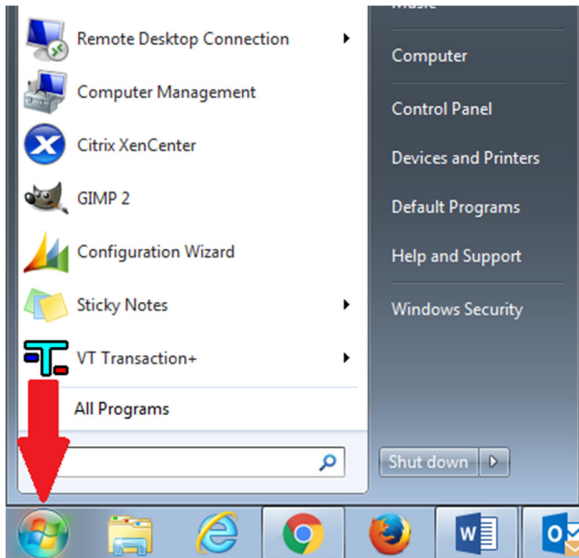 Remote Desktop Connection
Computer Management
Citrix XenCenter
GIMP 2
Configuration Wizard
Sticky Notes
VT Transaction+
All Programs
Music
Computer
Control Panel
Devices and Printers
Default Programs
Help and Support
Windows Security
Shut down